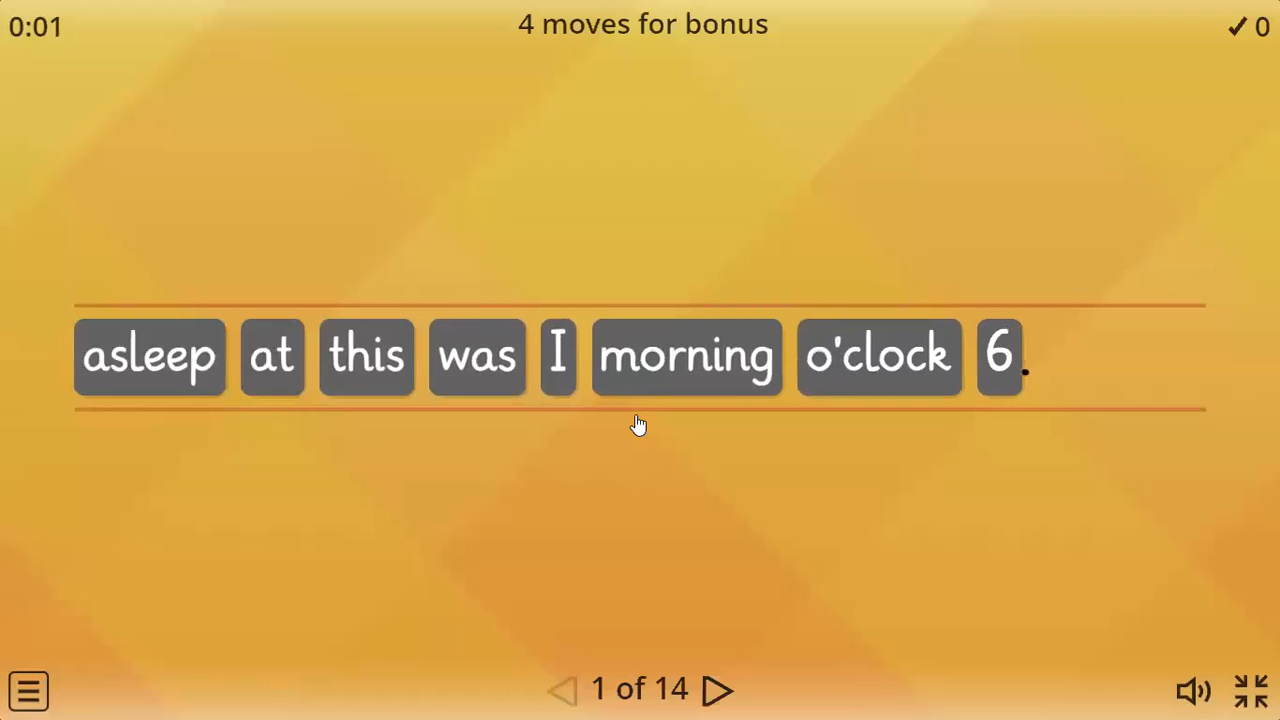 0:01
4 moves for bonus
✓ 0
asleep at this was I morning o'clock 6.
1 of 14